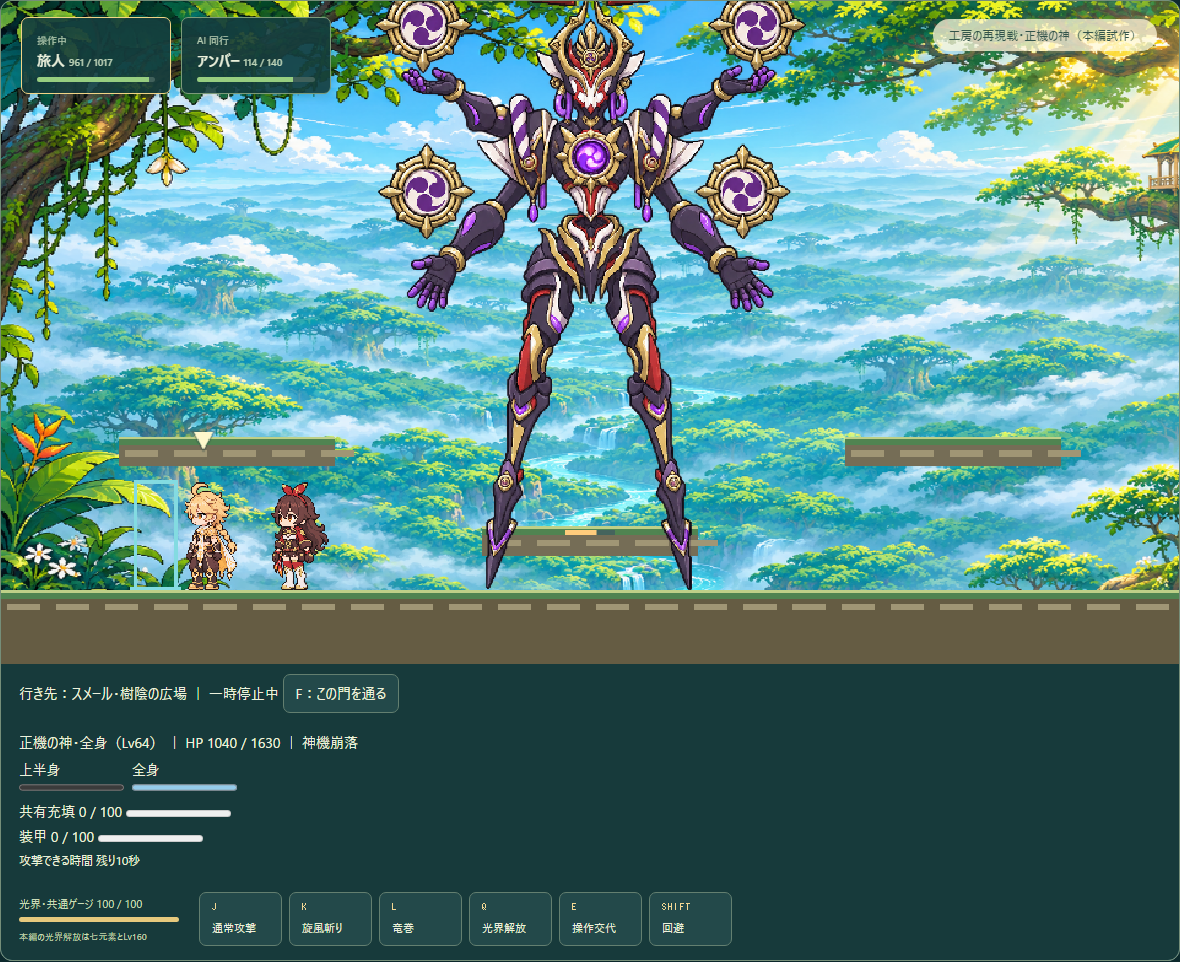 操作中
旅人 961 / 1017
AI 同行
アンバー 114 / 140
工房の再現戦・正機の神（本編試作）
行き先：スメール・樹陰の広場 ｜ 一時停止中 F：この門を通る
正機の神・全身（Lv64） ｜ HP 1040 / 1630 ｜ 神機崩落
上半身 全身
共有充填 0 / 100
装甲 0 / 100
攻撃できる時間 残り10秒
光界・共通ゲージ 100 / 100
本編の光界解放は七元素とLv160
J
通常攻撃
K
旋風斬り
L
竜巻
Q
光界解放
E
操作交代
SHIFT
回避